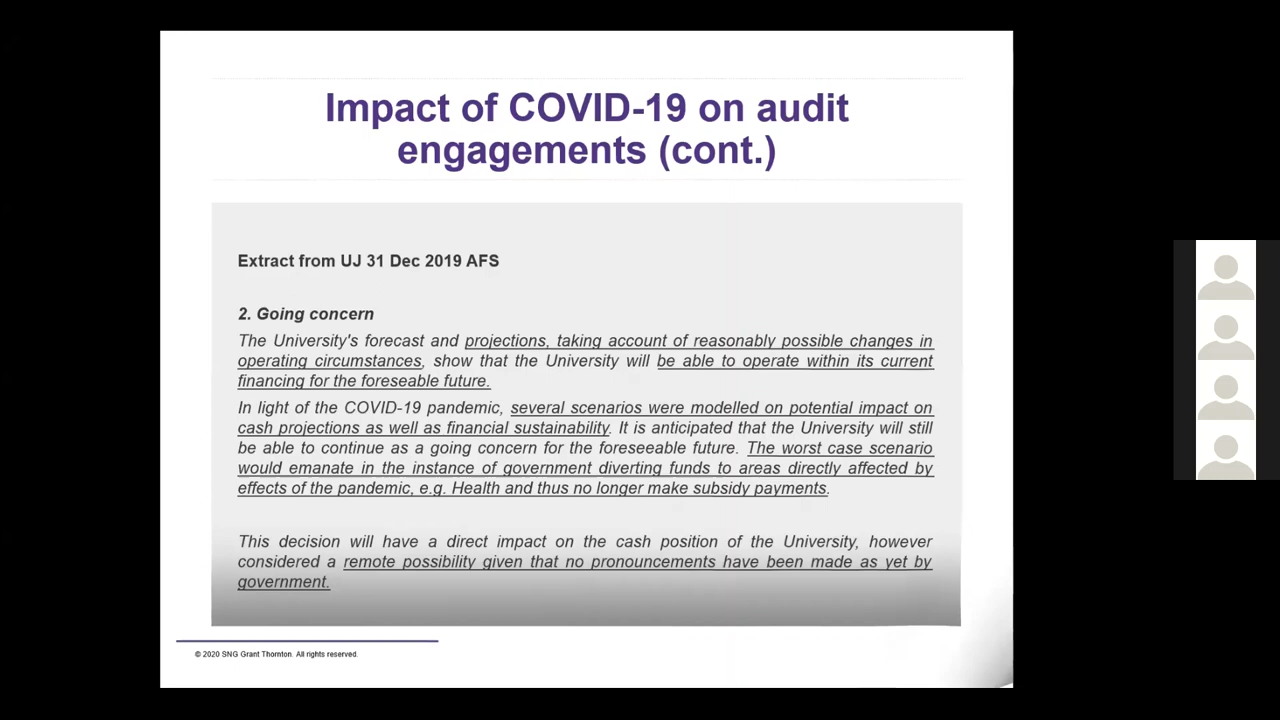 Impact of COVID-19 on audit
engagements (cont.)
Extract from UJ 31 Dec 2019 AFS
2. Going concern
The University's forecast and projections, taking account of reasonably possible changes in
operating circumstances, show that the University will be able to operate within its current
financing for the foreseable future.
In light of the COVID-19 pandemic, several scenarios were modelled on potential impact on
cash projections as well as financial sustainability. It is anticipated that the University will still
be able to continue as a going concern for the foreseeable future. The worst case scenario
would emanate in the instance of government diverting funds to areas directly affected by
effects of the pandemic, e.g. Health and thus no longer make subsidy payments.
This decision will have a direct impact on the cash position of the University, however
considered a remote possibility given that no pronouncements have been made as yet by
government.
© 2020 SNG Grant Thornton. All rights reserved.